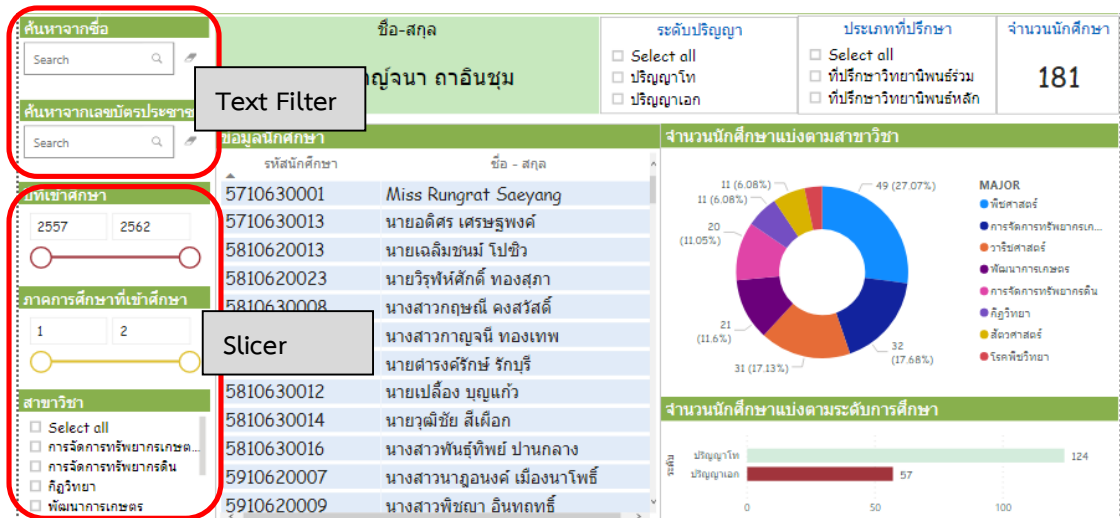 ค้นหาจากชื่อ
Search
ค้นหาจากเลขบัตรประชาช
Search
Text Filter
ชื่อ-สกุล
ญจนา ถาอินชุม
ระดับปริญญา
Select all
ปริญญาโท
ปริญญาเอก
ประเภทที่ปรึกษา
Select all
ที่ปรึกษาวิทยานิพนธ์ร่วม
ที่ปรึกษาวิทยานิพนธ์หลัก
จำนวนนักศึกษา
181
ปีที่เข้าศึกษา
2557 2562
ภาคการศึกษาที่เข้าศึกษา
1 2
Slicer
สาขาวิชา
Select all
การจัดการทรัพยากรเกษต...
การจัดการทรัพยากรดิน
กีฏวิทยา
พัฒนาการเกษตร
ข้อมูลนักศึกษา
รหัสนักศึกษา ชื่อ - สกุล
5710630001 Miss Rungrat Saeyang
5710630013 นายอดิศร เศรษฐพงศ์
5810620013 นายเฉลิมชนม์ โปชิว
5810620023 นายวิรุฬห์ศักดิ์ ทองสุภา
5810630008 นางสาวกฤษณี คงสวัสดิ์
นางสาวกาญจนี ทองเทพ
นายดำรงค์รักษ์ รักบุรี
5810630012 นายเปลื้อง บุญแก้ว
5810630014 นายวุฒิชัย สีเผือก
5810630016 นางสาวพันธุ์ทิพย์ ปานกลาง
5910620007 นางสาวนาฏอนงค์ เมืองนาโพธิ์
5910620009 นางสาวพิชญา อินทฤทธิ์
จำนวนนักศึกษาแบ่งตามสาขาวิชา
49 (27.07%)
32
(17.68%)
31 (17.13%)
21
(11.6%)
20
(11.05%)
11 (6.08%)
11 (6.08%)
MAJOR
พืชศาสตร์
การจัดการทรัพยากรเก...
วาริชศาสตร์
พัฒนาการเกษตร
การจัดการทรัพยากรดิน
กีฏวิทยา
สัตวศาสตร์
โรคพืชวิทยา
จำนวนนักศึกษาแบ่งตามระดับการศึกษา
ระดับ
ปริญญาโท 124
ปริญญาเอก 57
0 50 100